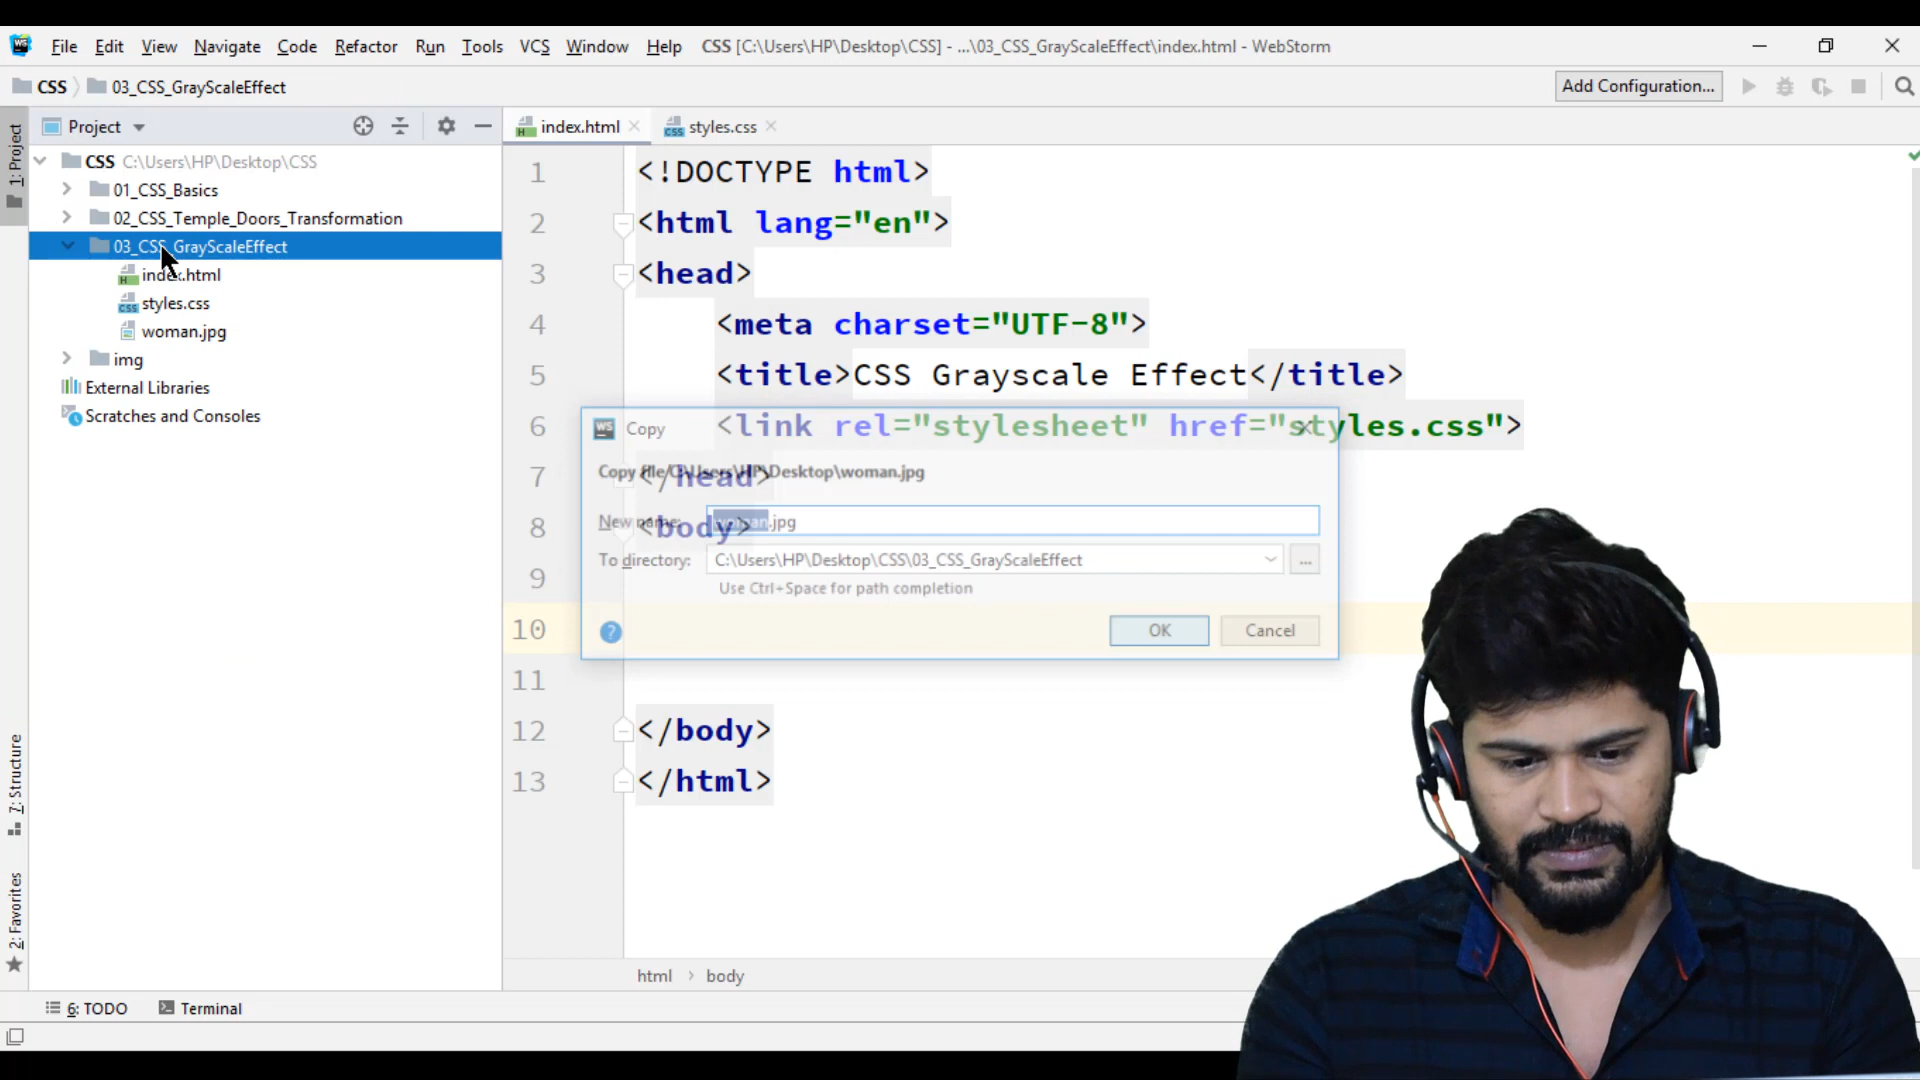 File Edit View Navigate Code Refactor Run Tools VCS Window Help CSS [C:\Users\HP\Desktop\CSS] - ...\03_CSS_GrayScaleEffect\index.html - WebStorm
CSS 03_CSS_GrayScaleEffect Add Configuration...
1: Project
Project
index.html styles.css
CSS C:\Users\HP\Desktop\CSS
01_CSS_Basics
02_CSS_Temple_Doors_Transformation
03_CSS_GrayScaleEffect
index.html
styles.css
woman.jpg
img
External Libraries
Scratches and Consoles
1 <!DOCTYPE html>
2 <html lang="en">
3 <head>
4 <meta charset="UTF-8">
5 <title>CSS Grayscale Effect</title>
6 <link rel="stylesheet" href="styles.css">
7 </head>
8 <body>
9
10
11
12 </body>
13 </html>
Copy
Copy file C:\Users\HP\Desktop\woman.jpg
New name: woman.jpg
To directory: C:\Users\HP\Desktop\CSS\03_CSS_GrayScaleEffect ...
Use Ctrl+Space for path completion
? OK Cancel
7: Structure
2: Favorites
html › body
6: TODO Terminal